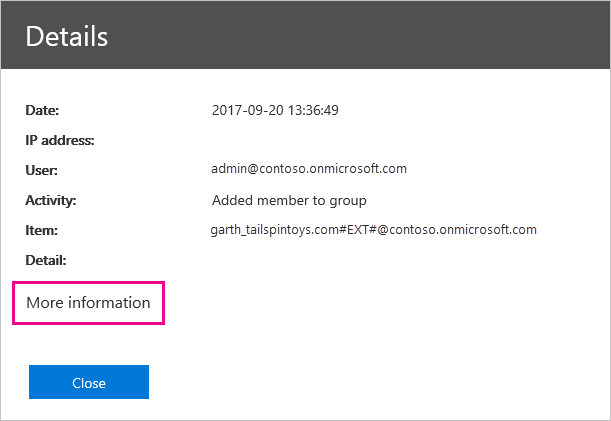 Details
Date: 2017-09-20 13:36:49
IP address:
User: admin@contoso.onmicrosoft.com
Activity: Added member to group
Item: garth_tailspintoys.com#EXT#@contoso.onmicrosoft.com
Detail:
More information
Close